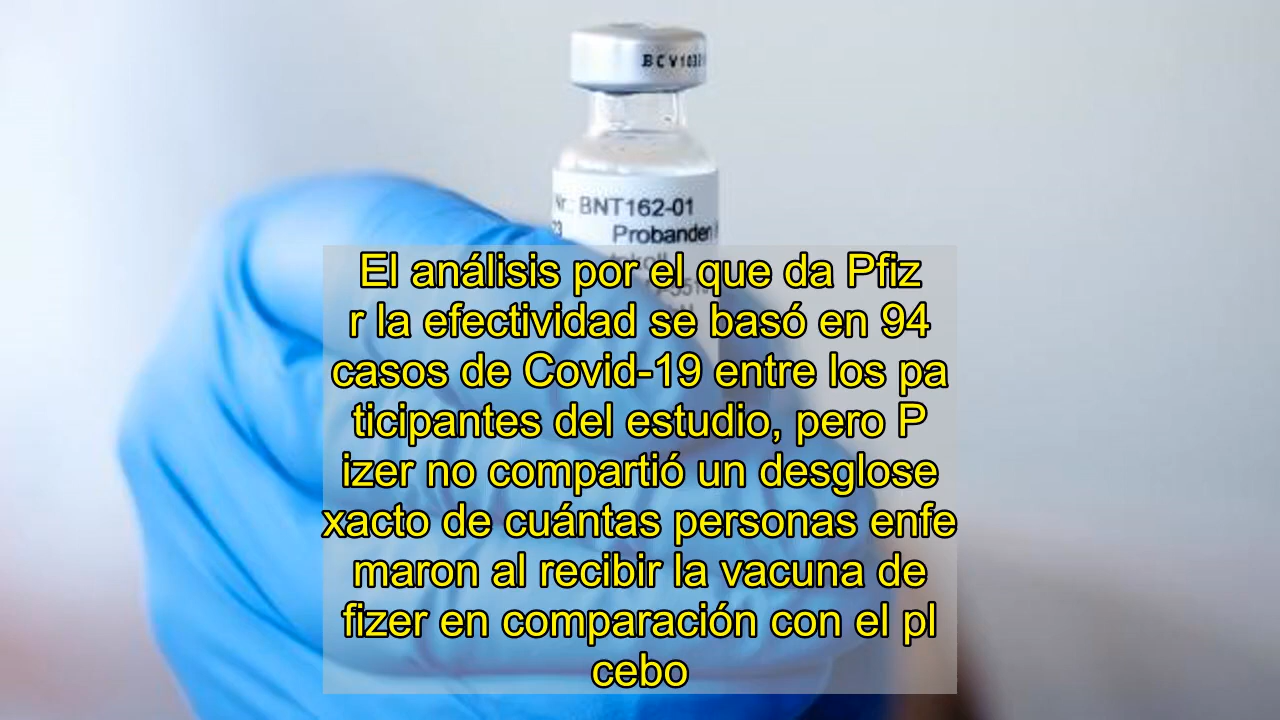 BCV103
Nr.: BNT162-01
Probanden
El análisis por el que da Pfiz
r la efectividad se basó en 94
casos de Covid-19 entre los pa
ticipantes del estudio, pero P
izer no compartió un desglose
xacto de cuántas personas enfe
maron al recibir la vacuna de
fizer en comparación con el pl
cebo